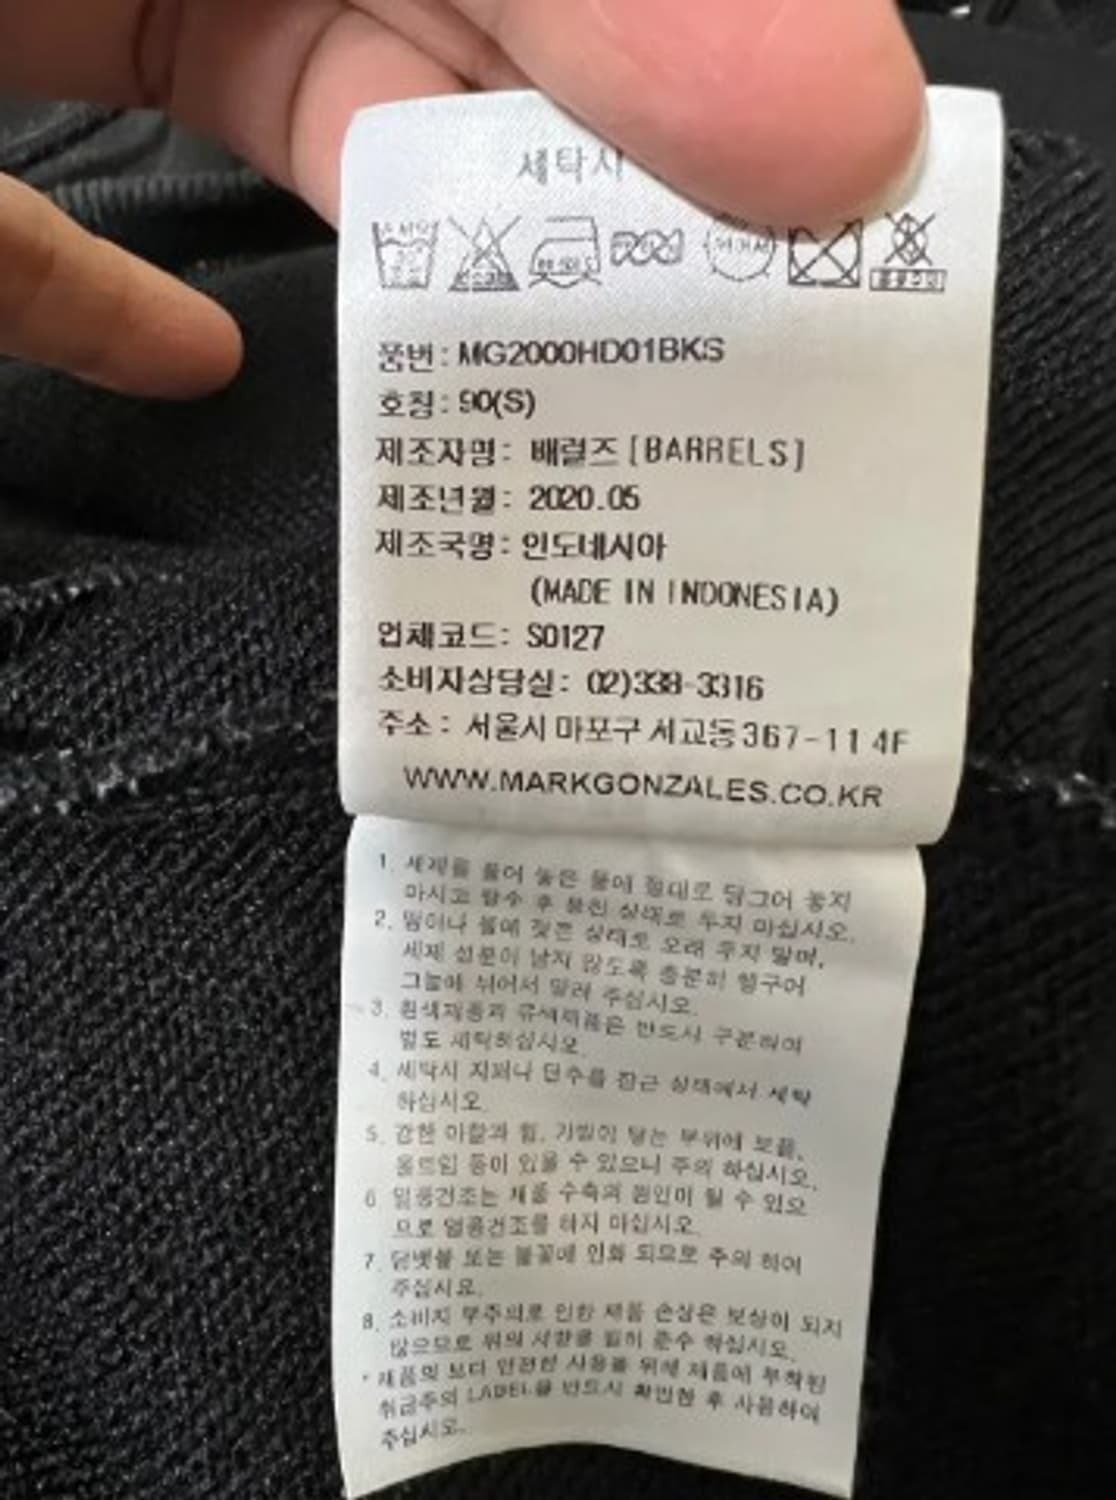 세탁시
품번: MG2000HD01BKS
호칭: 90(S)
제조자명: 배럴즈 [BARRELS]
제조년월: 2020.05
제조국명: 인도네시아
(MADE IN INDONESIA)
업체코드: S0127
소비자상담실: 02)338-3316
주소: 서울시 마포구 서교동 367-11 4F
WWW.MARKGONZALES.CO.KR
1. 세제를 풀어 놓은 물에 절대로 담그어 놓지
마시고 탈수 후 뭉친 상태로 두지 마십시오.
2. 땀이나 물에 젖은 상태로 오래 두지 말며,
세제 성분이 남지 않도록 충분히 헹구어
그늘에 뉘어서 말려 주십시오.
3. 흰색제품과 유색제품은 반드시 구분하여
별도 세탁하십시오.
4. 세탁시 지퍼나 단추를 잠근 상태에서 세탁
하십시오.
5. 강한 마찰과 힘, 가방이 닿는 부위에 보풀,
올트임 등이 있을 수 있으니 주의 하십시오.
6. 열풍건조는 제품 수축의 원인이 될 수 있으
므로 열풍건조를 하지 마십시오.
7. 담뱃불 또는 불꽃에 인화 되므로 주의 하여
주십시요.
8. 소비자 부주의로 인한 제품 손상은 보상이 되지
않으므로 위의 사항을 필히 준수 하십시오.
* 제품의 보다 안전한 사용을 위해 제품에 부착된
취급주의 LABEL을 반드시 확인한 후 사용하여
주십시오.